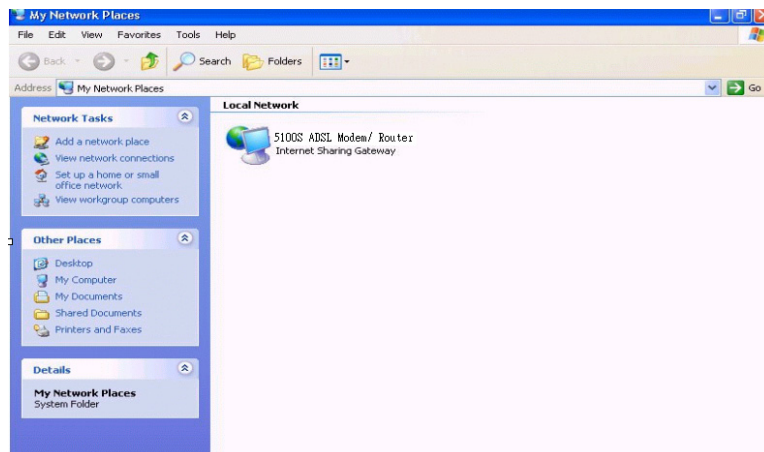 My Network Places
File Edit View Favorites Tools Help
Back Search Folders
Address My Network Places Go
Network Tasks
Add a network place
View network connections
Set up a home or small
office network
View workgroup computers
Other Places
Desktop
My Computer
My Documents
Shared Documents
Printers and Faxes
Details
My Network Places
System Folder
Local Network
5100S ADSL Modem/ Router
Internet Sharing Gateway